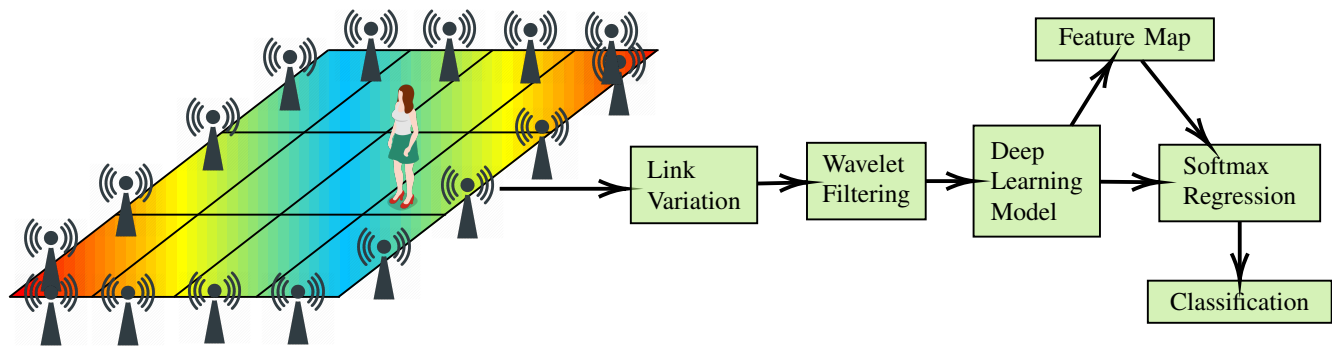 Link
Variation
Wavelet
Filtering
Deep
Learning
Model
Feature Map
Softmax
Regression
Classification